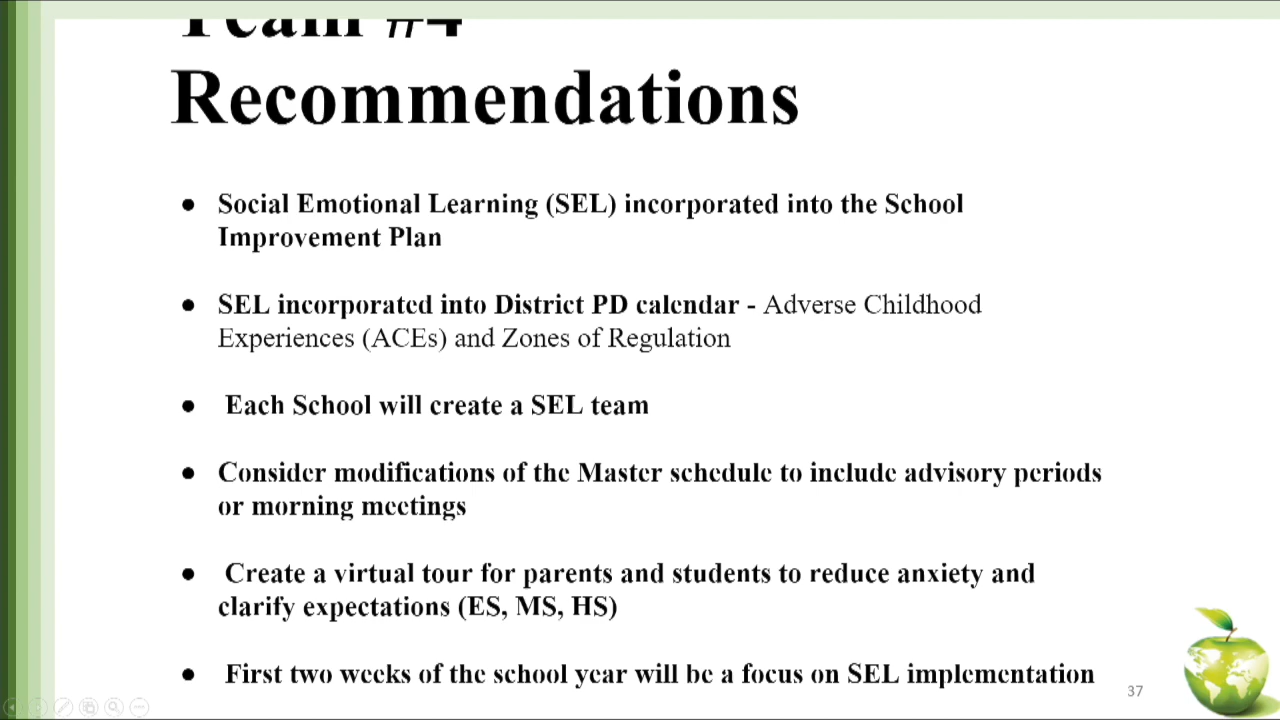 Team #4
Recommendations
● Social Emotional Learning (SEL) incorporated into the School
Improvement Plan
● SEL incorporated into District PD calendar - Adverse Childhood
Experiences (ACEs) and Zones of Regulation
● Each School will create a SEL team
● Consider modifications of the Master schedule to include advisory periods
or morning meetings
● Create a virtual tour for parents and students to reduce anxiety and
clarify expectations (ES, MS, HS)
● First two weeks of the school year will be a focus on SEL implementation
37